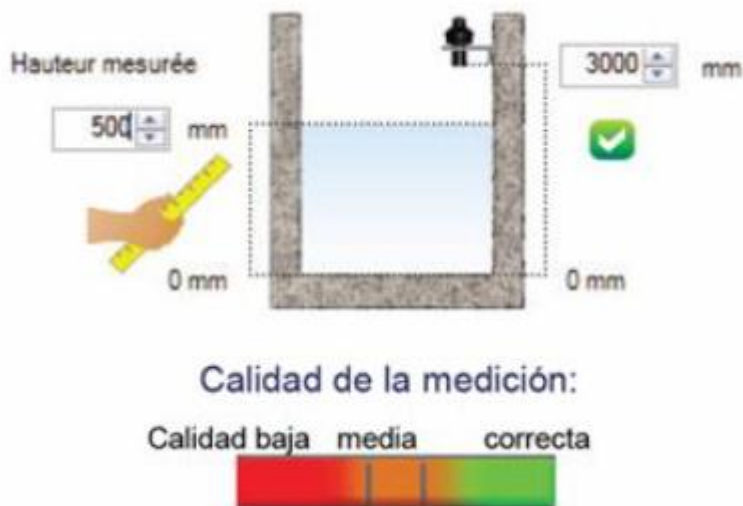 Hauteur mesurée
3000 mm
500 mm
0 mm
0 mm
Calidad de la medición:
Calidad baja media correcta